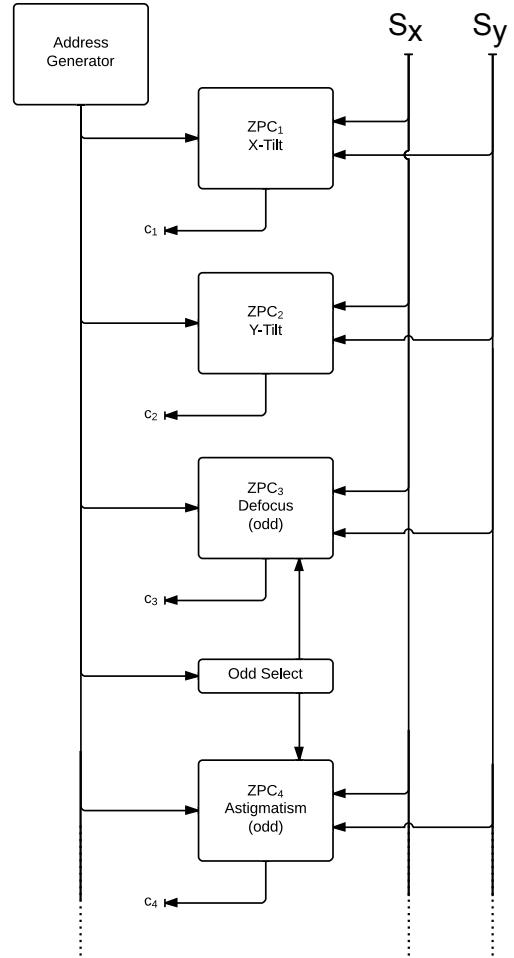 Address
Generator
Sx
Sy
ZPC₁
X-Tilt
c₁
ZPC₂
Y-Tilt
c₂
ZPC₃
Defocus
(odd)
c₃
Odd Select
ZPC₄
Astigmatism
(odd)
c₄